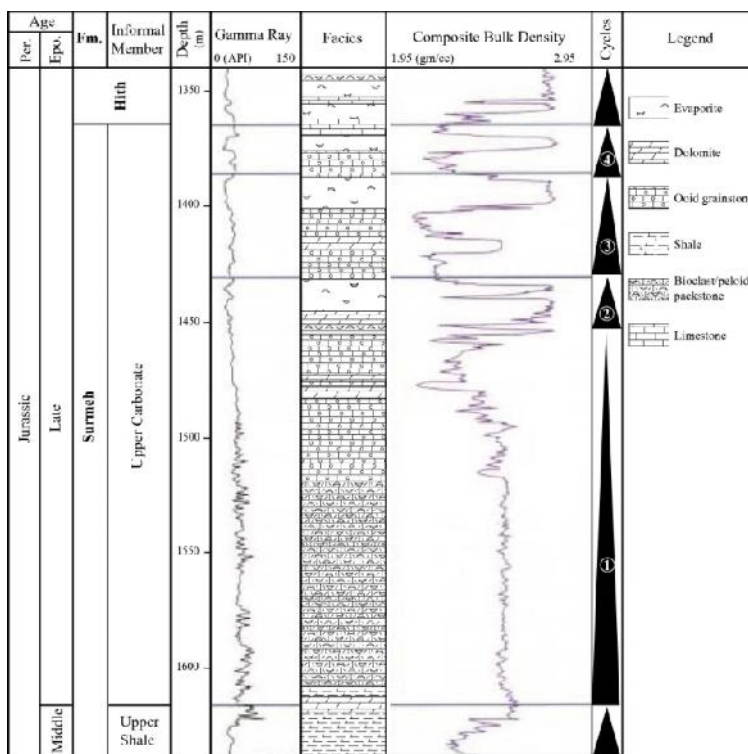 Age
Per.
Epo.
Fm.
Informal
Member
Depth
(m)
Gamma Ray
0 (API) 150
Facies
Composite Bulk Density
1.95 (gm/cc) 2.95
Cycles
Legend
Jurassic
Late
Middle
Hith
Surmeh
Upper Carbonate
Upper
Shale
1350
1400
1450
1500
1550
1600
④
③
②
①
Evaporite
Dolomite
Ooid grainston
Shale
Bioclast/peloid
packstone
Limestone